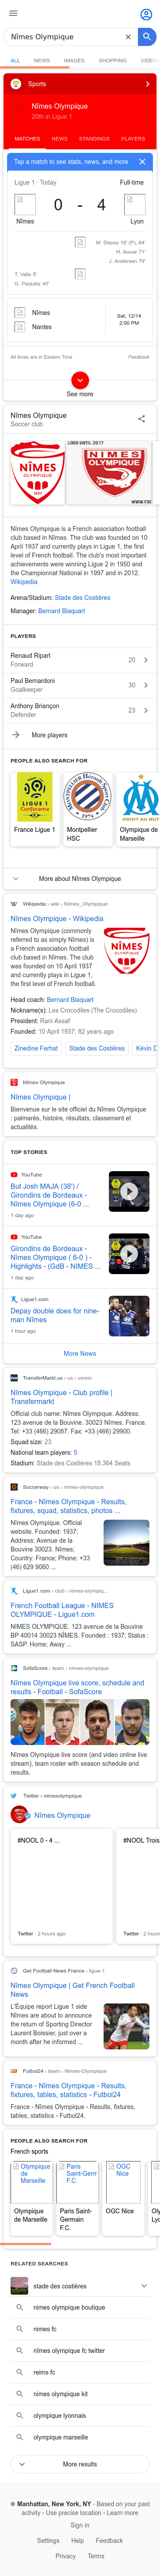 Nîmes Olympique
ALL NEWS IMAGES SHOPPING VIDEO
Sports
Nîmes Olympique
20th in Ligue 1
MATCHES NEWS STANDINGS PLAYERS
Tap a match to see stats, news, and more
Ligue 1 · Today
Full-time
0 - 4
Nîmes
Lyon
M. Depay 16' (P), 64'
H. Aouar 71'
J. Andersen 79'
T. Valls 5'
G. Paquiez 40'
Nîmes
Nantes
Sat, 12/14
2:00 PM
All times are in Eastern Time
Feedback
See more
Nîmes Olympique
Soccer club
NÎMES
OLYMPIQUE
LOGO UNTIL 2017
NÎMES
OLYMPIQUE
WWW.FOE
Nîmes Olympique is a French association football
club based in Nîmes. The club was founded on 10
April 1937 and currently plays in Ligue 1, the first
level of French football. The club's most important
achievements were winning Ligue 2 in 1950 and
the Championnat National in 1997 and in 2012.
Wikipedia
Arena/Stadium: Stade des Costières
Manager: Bernard Blaquart
PLAYERS
Renaud Ripart
Forward
20
Paul Bernardoni
Goalkeeper
30
Anthony Briançon
Defender
23
More players
PEOPLE ALSO SEARCH FOR
LIGUE 1
Conforama
France Ligue 1
Montpellier
HSC
Olympique de
Marseille
More about Nîmes Olympique
Wikipedia › wiki › Nîmes_Olympique
Nîmes Olympique - Wikipedia
Nîmes Olympique (commonly
referred to as simply Nîmes) is
a French association football
club based in Nîmes. The club
was founded on 10 April 1937
and currently plays in Ligue 1,
the first level of French football.
NÎMES
OLYMPIQUE
Head coach: Bernard Blaquart
Nickname(s): Les Crocodiles (The Crocodiles)
President: Rani Assaf
Founded: 10 April 1937; 82 years ago
Zinedine Ferhat
Stade des Costières
Kévin D
Nîmes Olympique
Nîmes Olympique |
Bienvenue sur le site officiel du Nîmes Olympique
: palmarès, histoire, résultats, classement et
actualités.
TOP STORIES
YouTube
But Josh MAJA (38') /
Girondins de Bordeaux -
Nîmes Olympique (6-0 ...
1 day ago
YouTube
Girondins de Bordeaux -
Nîmes Olympique ( 6-0 ) -
Highlights - (GdB - NIMES ...
1 day ago
Ligue1.com
Depay double does for nine-
man Nîmes
1 hour ago
More News
TransferMarkt.us › us › verein
Nîmes Olympique - Club profile |
Transfermarkt
Official club name: Nîmes Olympique. Address:
123 avenue de la Bouvine. 30023 Nîmes. France.
Tel: +33 (466) 29087. Fax: +33 (466) 29900.
Squad size: 23
National team players: 5
Stadium: Stade des Costières 18.364 Seats
Soccerway › us › nimes-olympique
France - Nîmes Olympique - Results,
fixtures, squad, statistics, photos ...
Nîmes Olympique. Official
website. Founded: 1937;
Address: Avenue de la
Bouvine 30023. Nîmes;
Country: France; Phone: +33
(46) 629 9060 ...
Ligue1.com › club › nimes-olympiq...
French Football League - NIMES
OLYMPIQUE - Ligue1.com
NIMES OLYMPIQUE. 123 avenue de la Bouvine
BP 40014 30023 NÎMES. Founded : 1937; Status :
SASP. Home; Away ...
SofaScore › team › nimes-olympique
Nîmes Olympique live score, schedule and
results - Football - SofaScore
Nîmes Olympique live score (and video online live
stream), team roster with season schedule and
results.
Twitter › nimesolympique
Nîmes Olympique
#NOOL 0 - 4 ...
#NOOL Trois
Twitter · 2 hours ago
Twitter · 2 hours
Get Football News France › ligue-1
Nîmes Olympique | Get French Football
News
L'Équipe report Ligue 1 side
Nîmes are about to announce
the return of Sporting Director
Laurent Boissier, just over a
month after he informed ...
Futbol24 › team › Nimes-Olympique
France - Nîmes Olympique - Results,
fixtures, tables, statistics - Futbol24
France - Nîmes Olympique - Results, fixtures,
tables, statistics - Futbol24.
PEOPLE ALSO SEARCH FOR
French sports
Olympique
de
Marseille
Paris
Saint-Germ
F.C.
OGC
Nice
Olympique
de Marseille
Paris Saint-
Germain
F.C.
OGC Nice
RELATED SEARCHES
stade des costières
nimes olympique boutique
nimes fc
nîmes olympique fc twitter
reims fc
nimes olympique kit
olympique lyonnais
olympique marseille
More results
Manhattan, New York, NY - Based on your past
activity - Use precise location - Learn more
Sign in
Settings Help Feedback
Privacy Terms